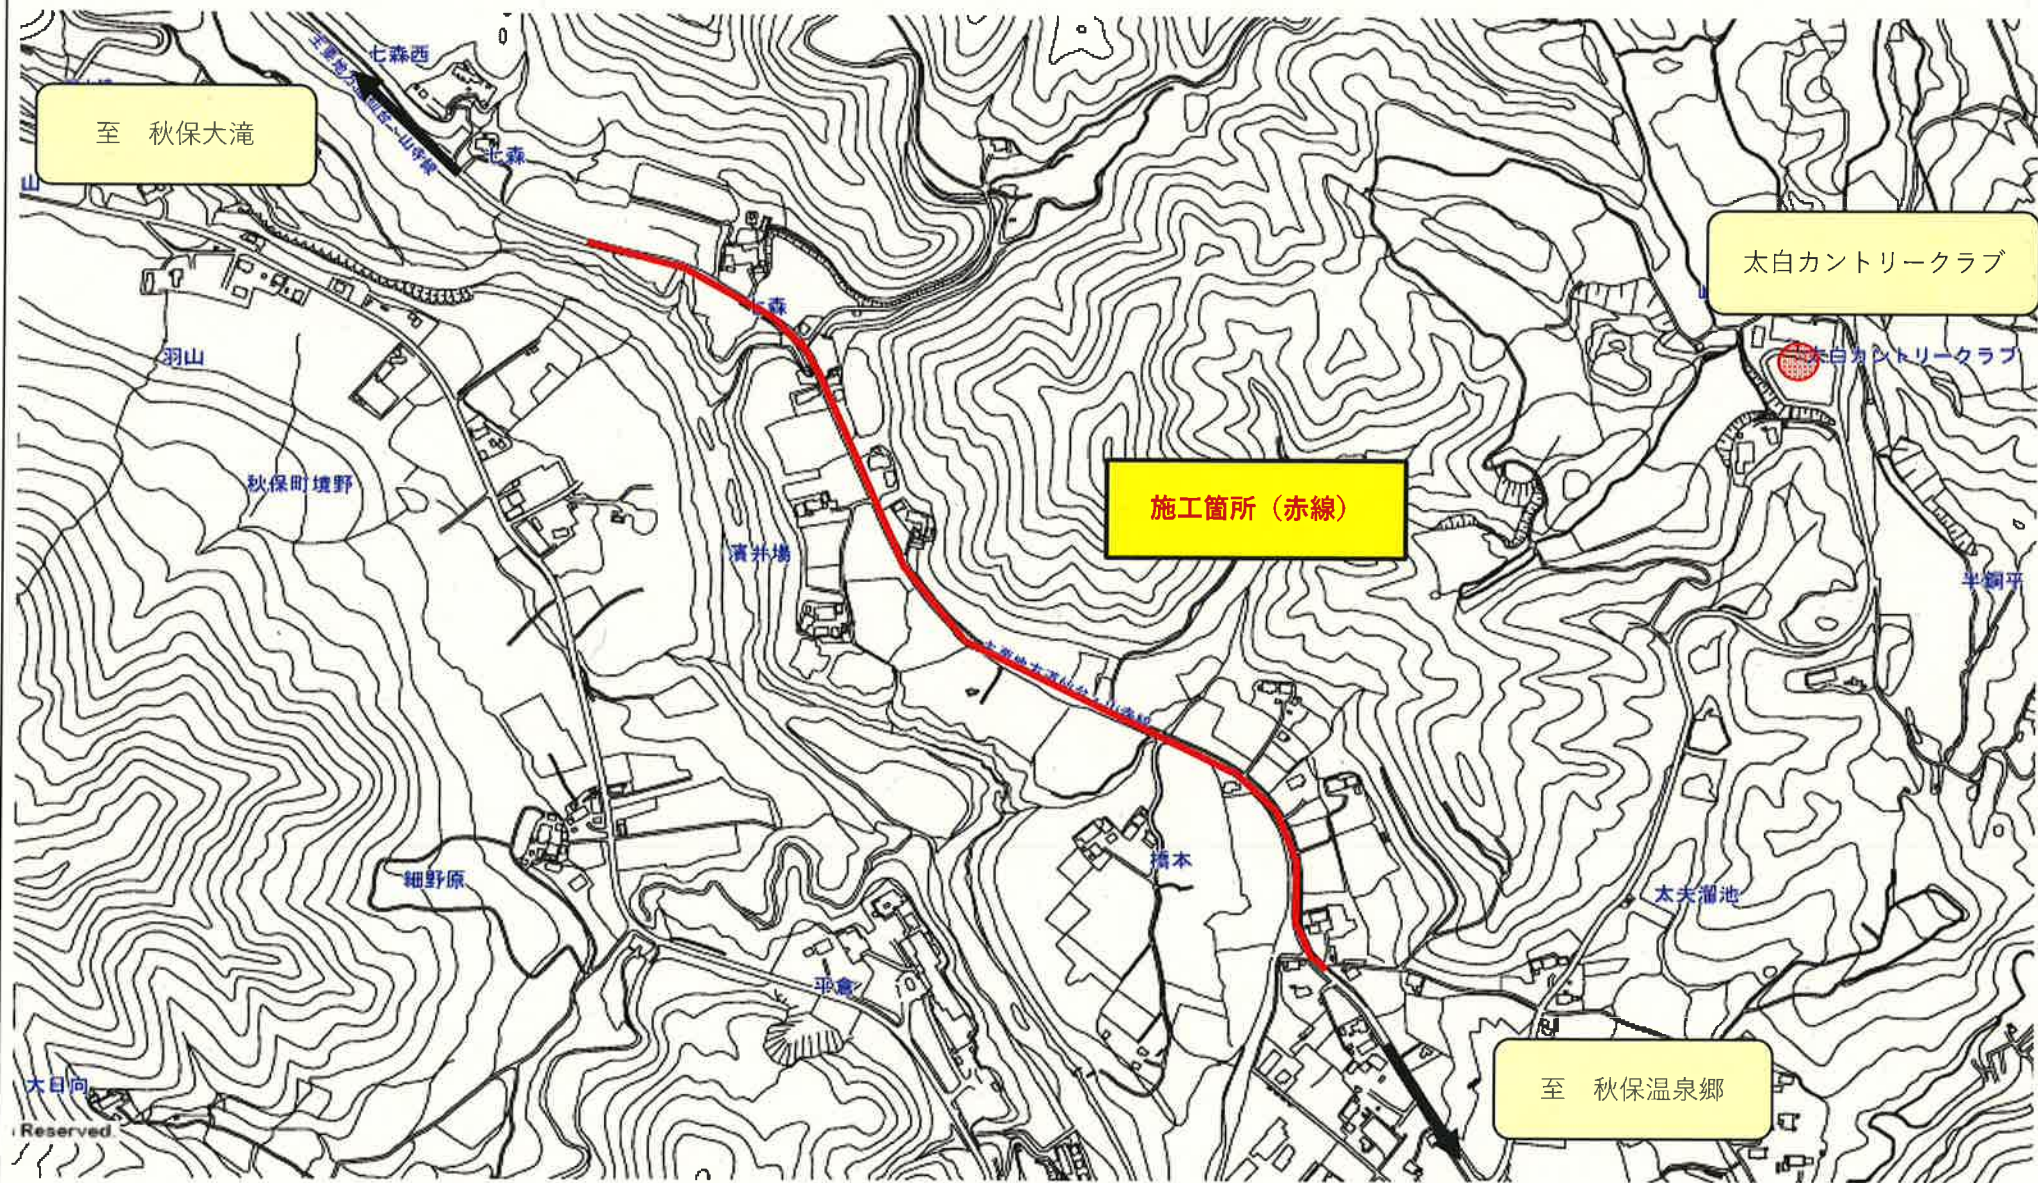 七森西
至　秋保大滝
七森
山
太白カントリークラブ
七森
羽山
太白カントリークラブ
秋保町境野
施工箇所（赤線）
濱井場
半銅平
橋本
細野原
太夫溜池
平倉
大日向
至　秋保温泉郷
Reserved.